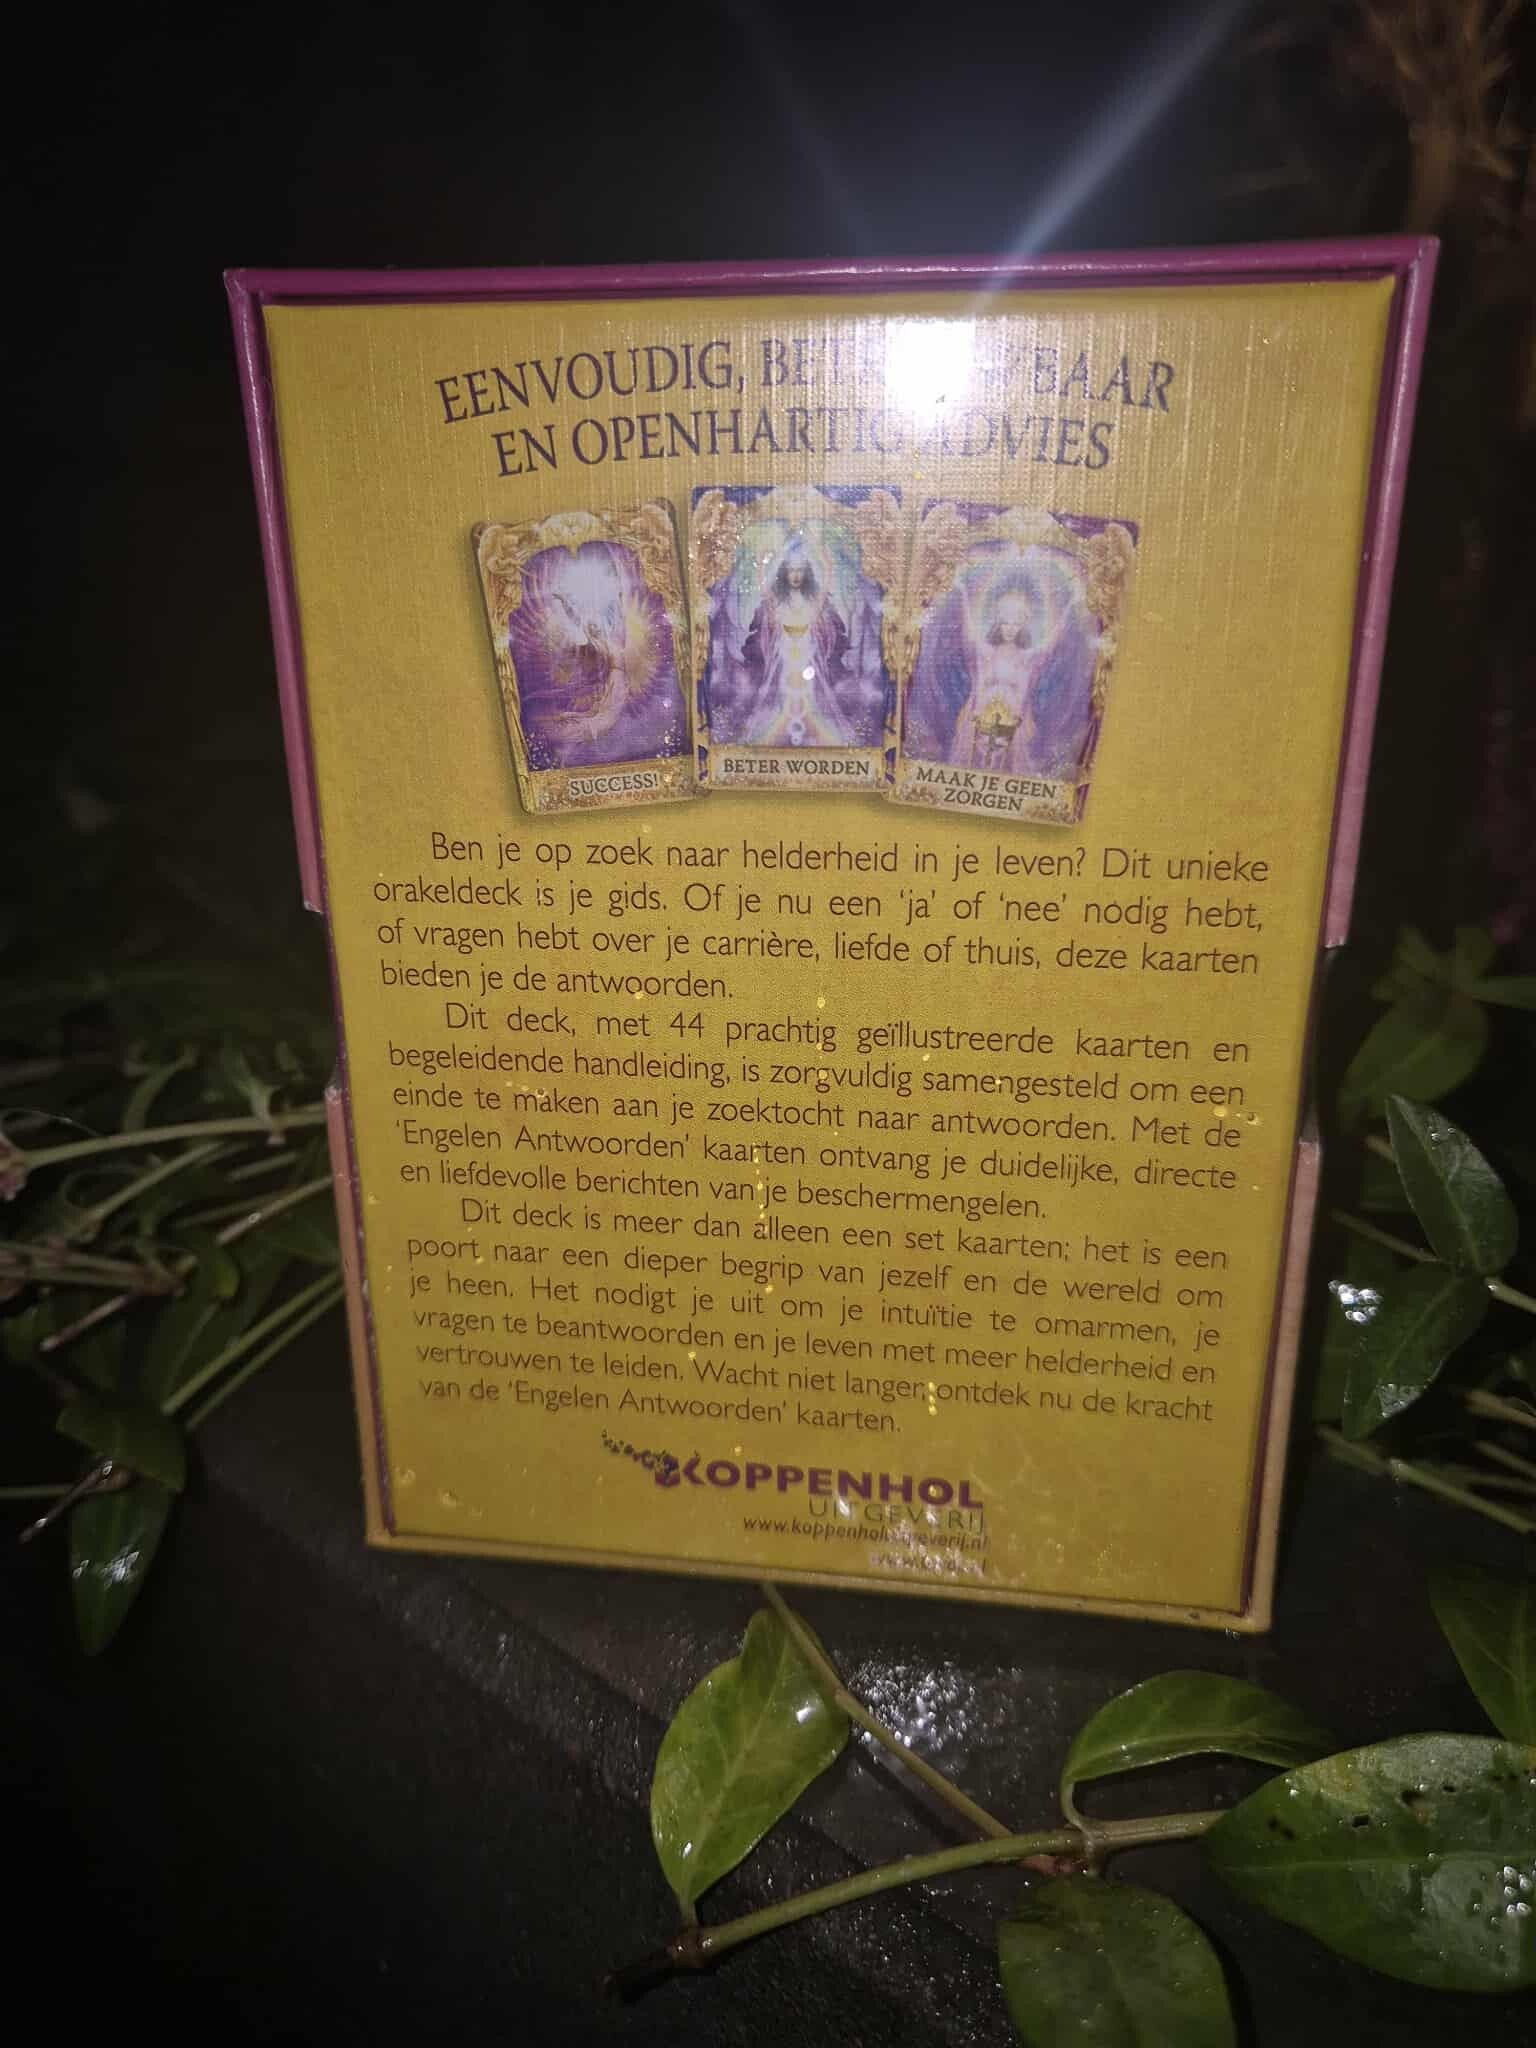 EENVOUDIG,
EN OPENHARTIG ADVIES
SUCCESS!
BETER WORDEN
MAAK JE GEEN
ZORGEN
Ben je op zoek naar helderheid in je leven? Dit unieke
orakeldeck is je gids. Of je nu een ‘ja’ of ‘nee’ nodig hebt,
of vragen hebt over je carrière, liefde of thuis, deze kaarten
bieden je de antwoorden.
Dit deck, met 44 prachtig geïllustreerde kaarten en
begeleidende handleiding, is zorgvuldig samengesteld om een
einde te maken aan je zoektocht naar antwoorden. Met de
‘Engelen Antwoorden’ kaarten ontvang je duidelijke, directe
en liefdevolle berichten van je beschermengelen.
Dit deck is meer dan alleen een set kaarten; het is een
poort naar een dieper begrip van jezelf en de wereld om
je heen. Het nodigt je uit om je intuïtie te omarmen, je
vragen te beantwoorden en je leven met meer helderheid en
vertrouwen te leiden. Wacht niet langer, ontdek nu de kracht
van de ‘Engelen Antwoorden’ kaarten.
KOPPENHOL
UITGEVERIJ
www.koppenholuitgeverij.nl